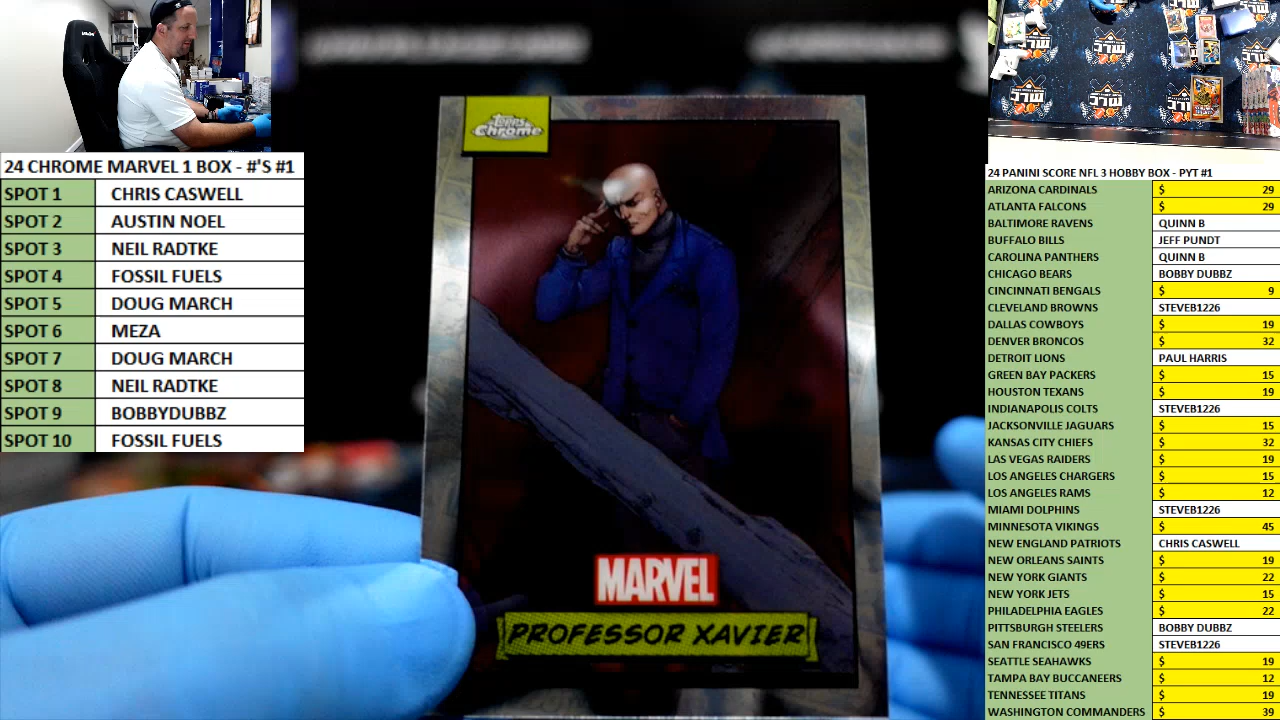 24 CHROME MARVEL 1 BOX - #'S #1
SPOT 1 CHRIS CASWELL
SPOT 2 AUSTIN NOEL
SPOT 3 NEIL RADTKE
SPOT 4 FOSSIL FUELS
SPOT 5 DOUG MARCH
SPOT 6 MEZA
SPOT 7 DOUG MARCH
SPOT 8 NEIL RADTKE
SPOT 9 BOBBYDUBBZ
SPOT 10 FOSSIL FUELS
Topps
Chrome
MARVEL
PROFESSOR XAVIER
24 PANINI SCORE NFL 3 HOBBY BOX - PYT #1
ARIZONA CARDINALS $ 29
ATLANTA FALCONS $ 29
BALTIMORE RAVENS QUINN B
BUFFALO BILLS JEFF PUNDT
CAROLINA PANTHERS QUINN B
CHICAGO BEARS BOBBY DUBBZ
CINCINNATI BENGALS $ 9
CLEVELAND BROWNS STEVEB1226
DALLAS COWBOYS $ 19
DENVER BRONCOS $ 32
DETROIT LIONS PAUL HARRIS
GREEN BAY PACKERS $ 15
HOUSTON TEXANS $ 19
INDIANAPOLIS COLTS STEVEB1226
JACKSONVILLE JAGUARS $ 15
KANSAS CITY CHIEFS $ 32
LAS VEGAS RAIDERS $ 19
LOS ANGELES CHARGERS $ 15
LOS ANGELES RAMS $ 12
MIAMI DOLPHINS STEVEB1226
MINNESOTA VIKINGS $ 45
NEW ENGLAND PATRIOTS CHRIS CASWELL
NEW ORLEANS SAINTS $ 19
NEW YORK GIANTS $ 22
NEW YORK JETS $ 15
PHILADELPHIA EAGLES $ 22
PITTSBURGH STEELERS BOBBY DUBBZ
SAN FRANCISCO 49ERS STEVEB1226
SEATTLE SEAHAWKS $ 19
TAMPA BAY BUCCANEERS $ 12
TENNESSEE TITANS $ 19
WASHINGTON COMMANDERS $ 39